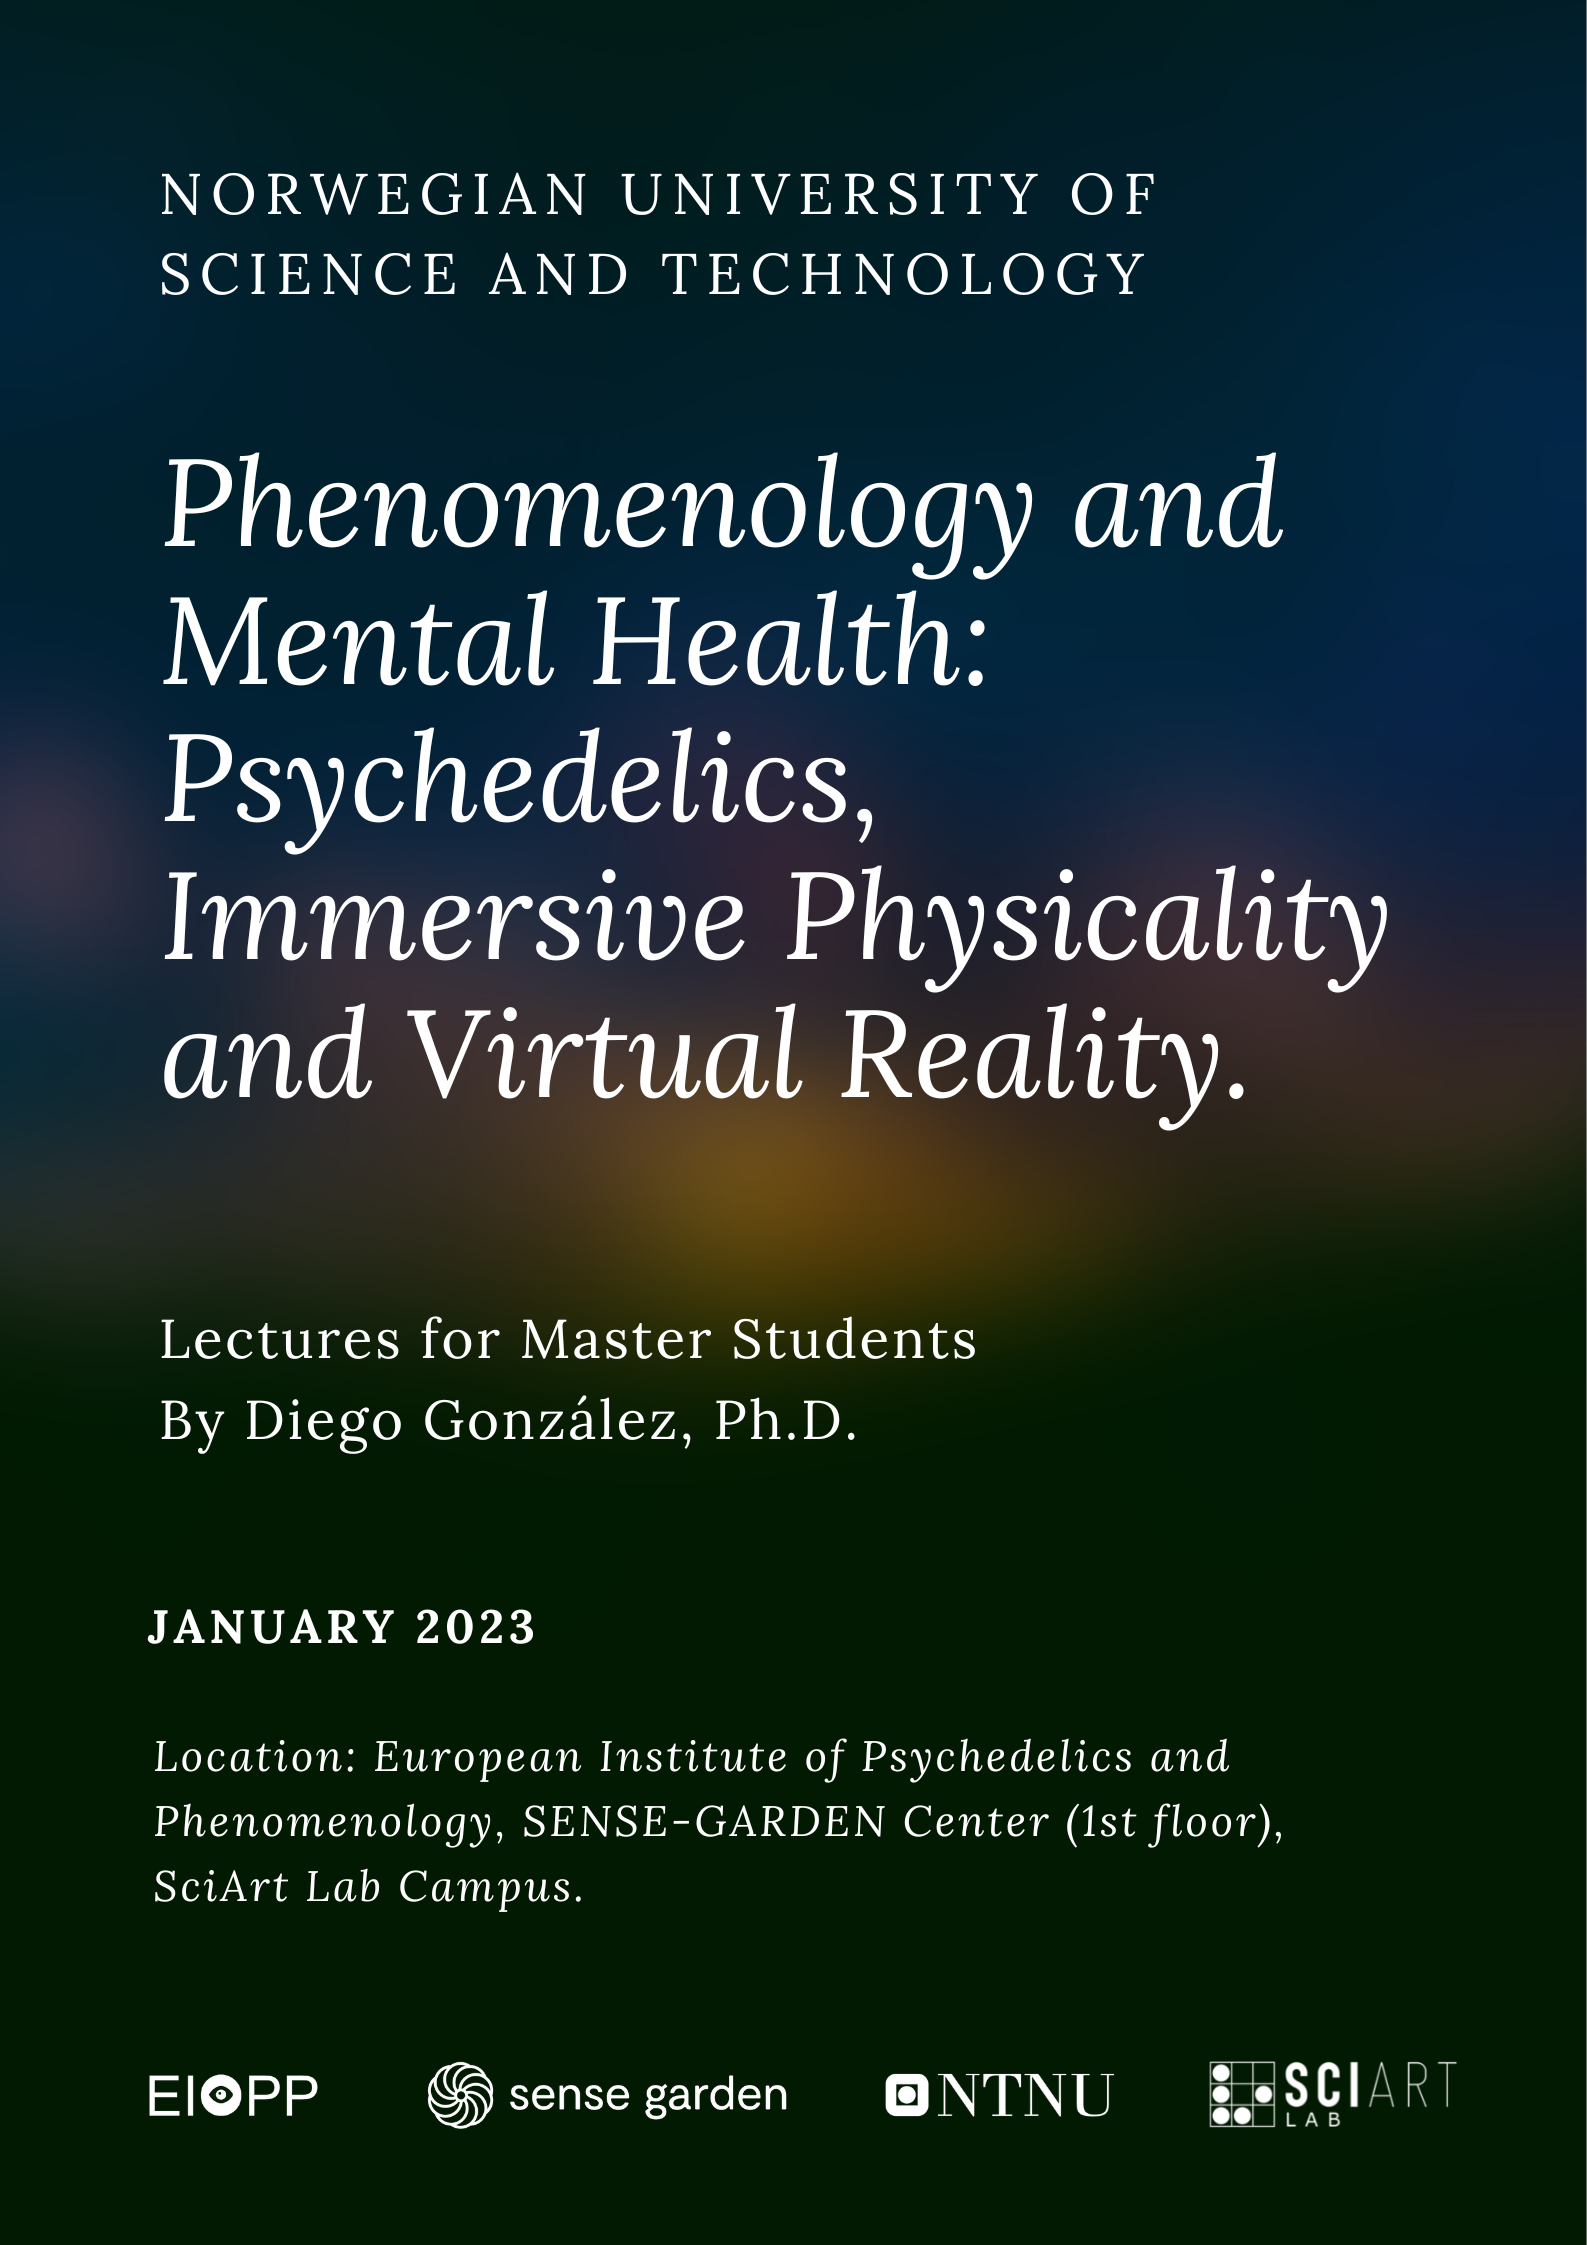 NORWEGIAN UNIVERSITY OF
SCIENCE AND TECHNOLOGY
Phenomenology and
Mental Health:
Psychedelics,
Immersive Physicality
and Virtual Reality.
Lectures for Master Students
By Diego González, Ph.D.
JANUARY 2023
Location: European Institute of Psychedelics and
Phenomenology, SENSE-GARDEN Center (1st floor),
SciArt Lab Campus.
EIOPP
sense garden
NTNU
SCIART
LAB